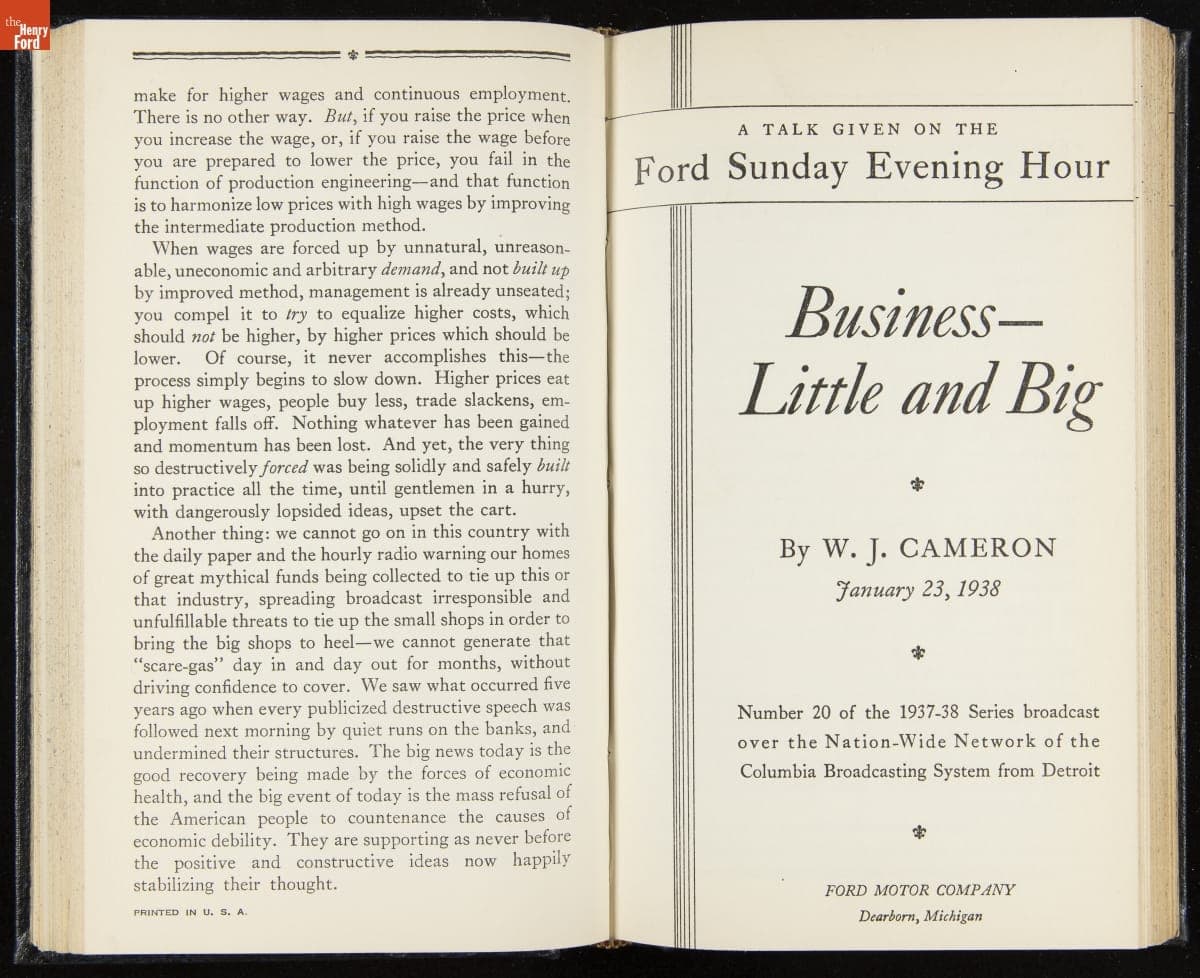 the
Henry
Ford
make for higher wages and continuous employment.
There is no other way. But, if you raise the price when
you increase the wage, or, if you raise the wage before
you are prepared to lower the price, you fail in the
function of production engineering—and that function
is to harmonize low prices with high wages by improving
the intermediate production method.
When wages are forced up by unnatural, unreason-
able, uneconomic and arbitrary demand, and not built up
by improved method, management is already unseated;
you compel it to try to equalize higher costs, which
should not be higher, by higher prices which should be
lower. Of course, it never accomplishes this—the
process simply begins to slow down. Higher prices eat
up higher wages, people buy less, trade slackens, em-
ployment falls off. Nothing whatever has been gained
and momentum has been lost. And yet, the very thing
so destructively forced was being solidly and safely built
into practice all the time, until gentlemen in a hurry,
with dangerously lopsided ideas, upset the cart.
Another thing: we cannot go on in this country with
the daily paper and the hourly radio warning our homes
of great mythical funds being collected to tie up this or
that industry, spreading broadcast irresponsible and
unfulfillable threats to tie up the small shops in order to
bring the big shops to heel—we cannot generate that
"scare-gas" day in and day out for months, without
driving confidence to cover. We saw what occurred five
years ago when every publicized destructive speech was
followed next morning by quiet runs on the banks, and
undermined their structures. The big news today is the
good recovery being made by the forces of economic
health, and the big event of today is the mass refusal of
the American people to countenance the causes of
economic debility. They are supporting as never before
the positive and constructive ideas now happily
stabilizing their thought.
PRINTED IN U. S. A.
A TALK GIVEN ON THE
Ford Sunday Evening Hour
Business—
Little and Big
By W. J. CAMERON
January 23, 1938
Number 20 of the 1937-38 Series broadcast
over the Nation-Wide Network of the
Columbia Broadcasting System from Detroit
FORD MOTOR COMPANY
Dearborn, Michigan